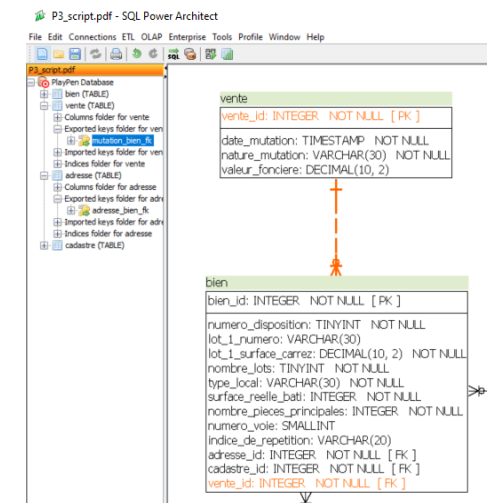 P3_script.pdf - SQL Power Architect
File Edit Connections ETL OLAP Enterprise Tools Profile Window Help
P3_script.pdf
PlayPen Database
bien (TABLE)
vente (TABLE)
Columns folder for vente
Exported keys folder for ven
mutation_bien_fk
Imported keys folder for ven
Indices folder for vente
adresse (TABLE)
Columns folder for adresse
Exported keys folder for adre
adresse_bien_fk
Imported keys folder for adre
Indices folder for adresse
cadastre (TABLE)
SQL
vente
vente_id: INTEGER NOT NULL [ PK ]
date_mutation: TIMESTAMP NOT NULL
nature_mutation: VARCHAR(30) NOT NULL
valeur_fonciere: DECIMAL(10, 2)
bien
bien_id: INTEGER NOT NULL [ PK ]
numero_disposition: TINYINT NOT NULL
lot_1_numero: VARCHAR(30)
lot_1_surface_carrez: DECIMAL(10, 2) NOT NULL
nombre_lots: TINYINT NOT NULL
type_local: VARCHAR(30) NOT NULL
surface_reelle_bati: INTEGER NOT NULL
nombre_pieces_principales: INTEGER NOT NULL
numero_voie: SMALLINT
indice_de_repetition: VARCHAR(20)
adresse_id: INTEGER NOT NULL [ FK ]
cadastre_id: INTEGER NOT NULL [ FK ]
vente_id: INTEGER NOT NULL [ FK ]